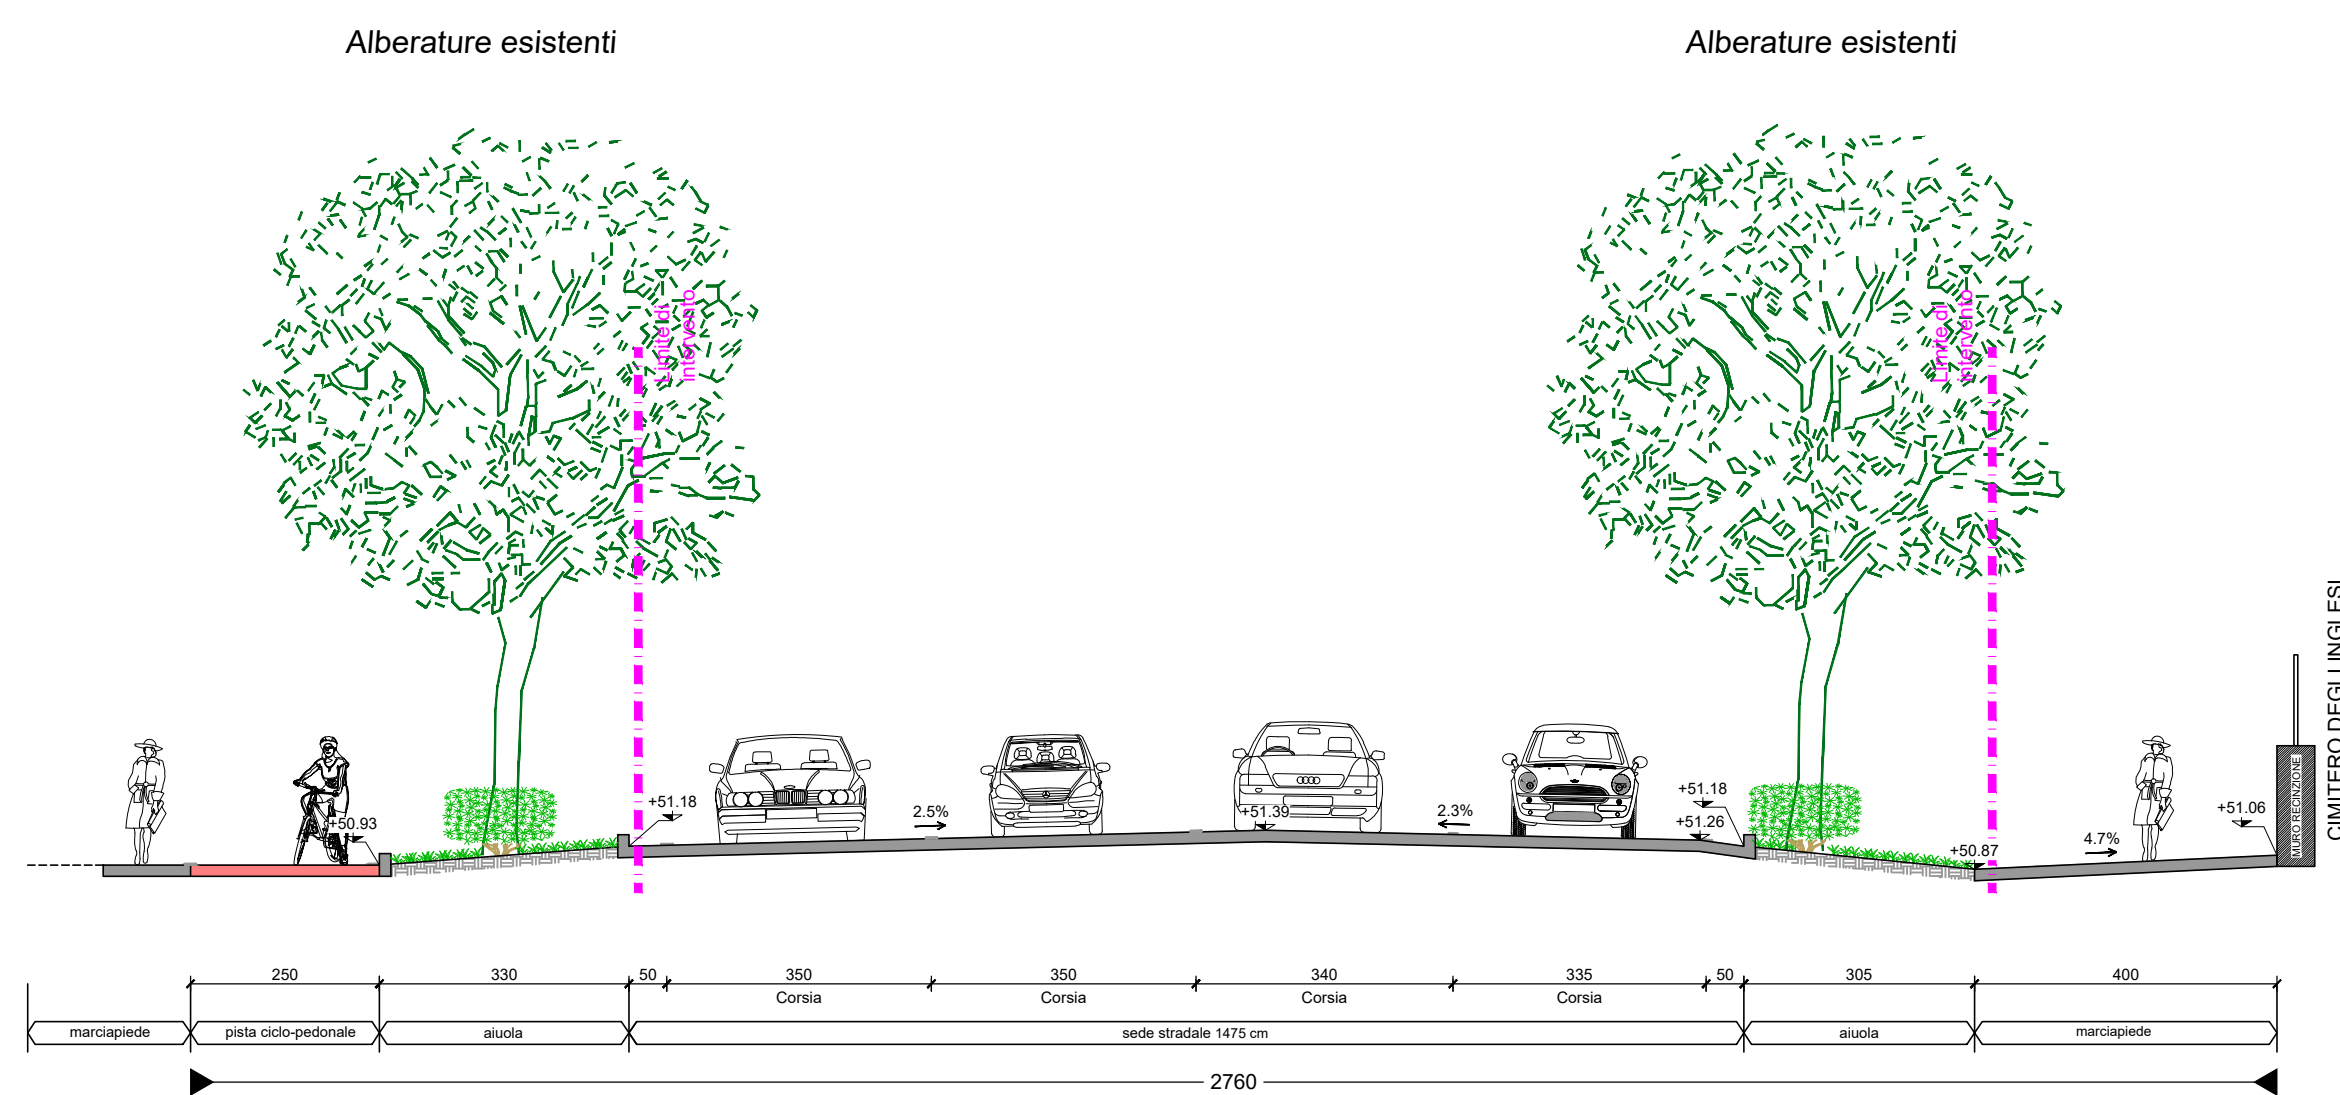 Alberature esistenti
Alberature esistenti
Limite di
intervento
Limite di
intervento
CIMITERO DEGLI INGLESI
MURO RECINZIONE
+50.93
+51.18
2.5%
+51.39
2.3%
+51.18
+51.26
+50.87
4.7%
+51.06
250
330
50
350
350
340
335
50
305
400
Corsia
Corsia
Corsia
Corsia
marciapiede
pista ciclo-pedonale
aiuola
sede stradale 1475 cm
aiuola
marciapiede
2760